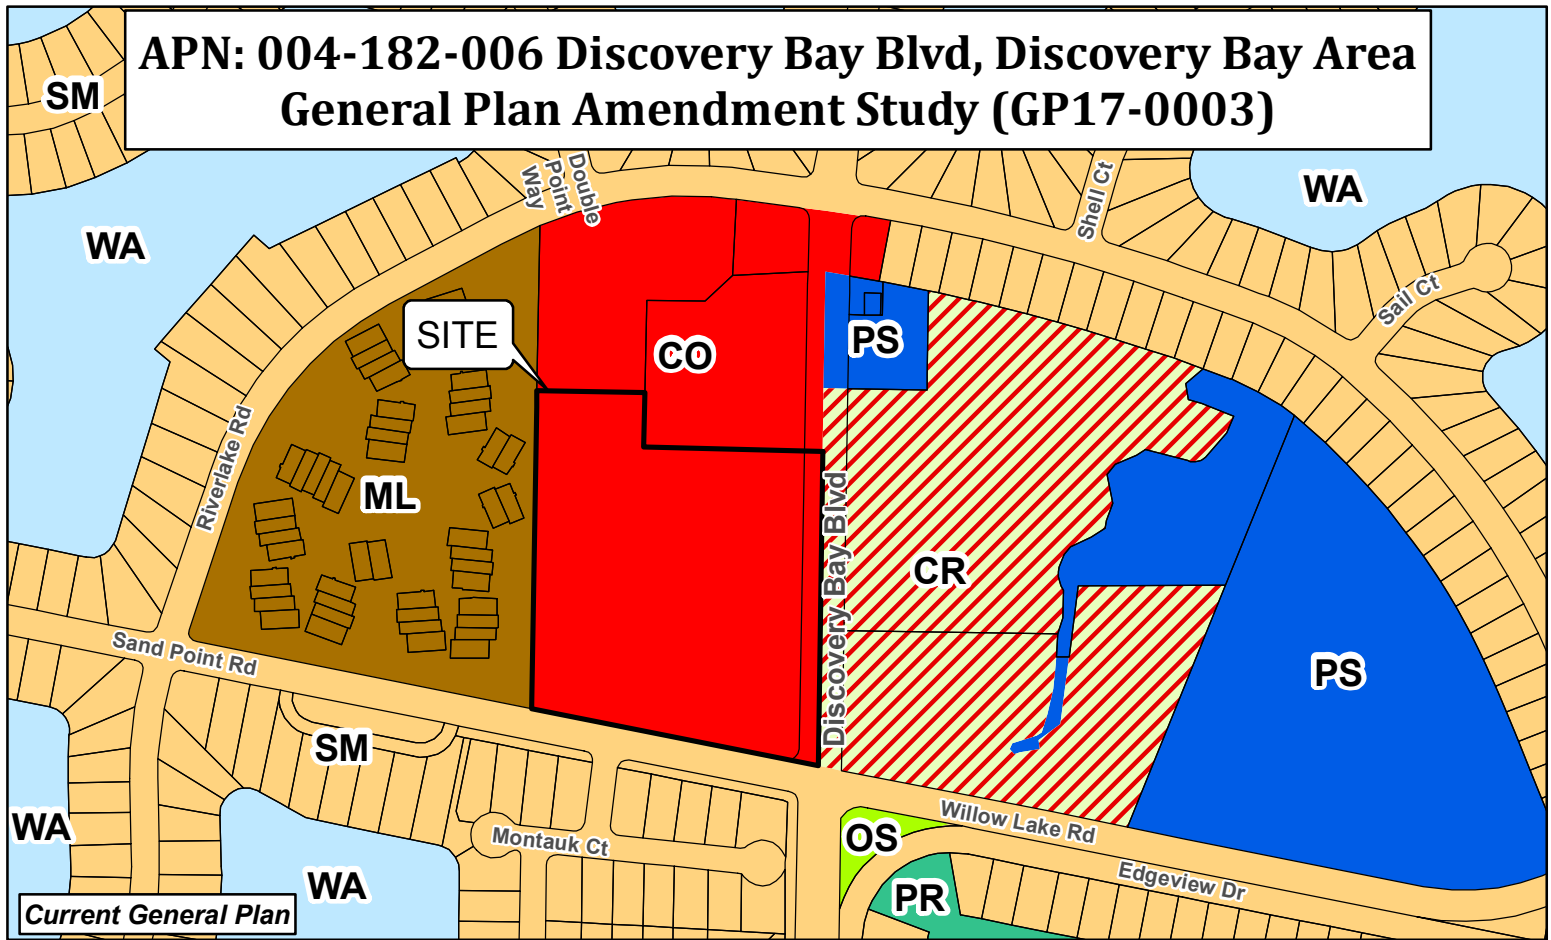 APN: 004-182-006 Discovery Bay Blvd, Discovery Bay Area
General Plan Amendment Study (GP17-0003)
SM
WA
WA
Double
Point
Way
Shell Ct
Sail Ct
SITE
CO
PS
Riverlake Rd
ML
Discovery Bay Blvd
CR
PS
Sand Point Rd
SM
WA
WA
Montauk Ct
Willow Lake Rd
OS
Edgeview Dr
PR
Current General Plan